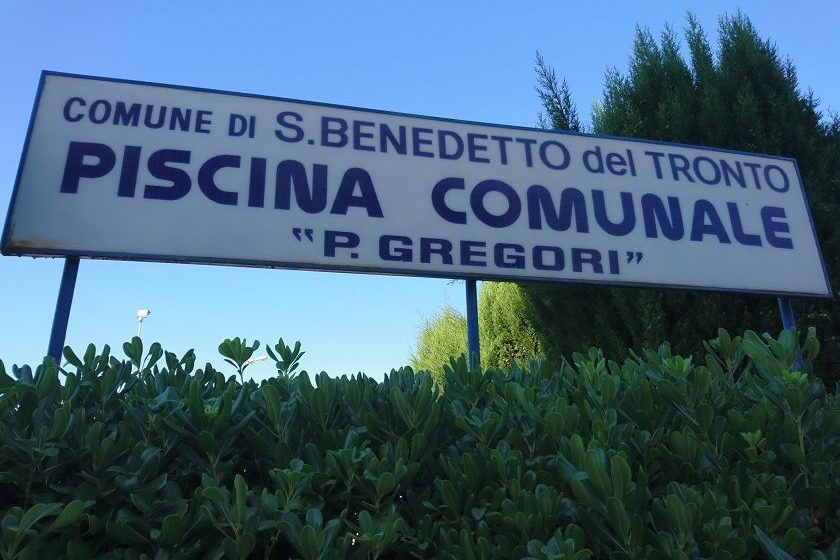 COMUNE DI S.BENEDETTO del TRONTO
PISCINA COMUNALE
"P. GREGORI"